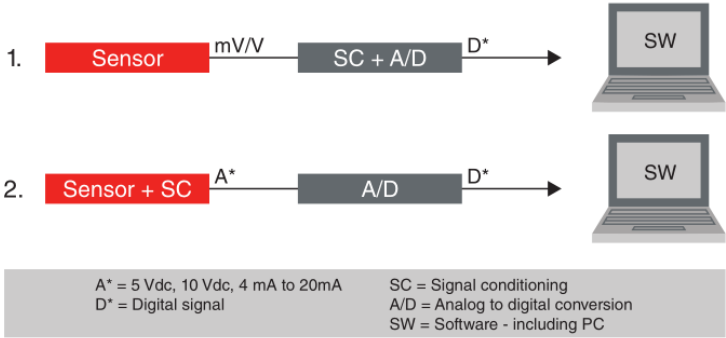 1. Sensor mV/V SC + A/D D* SW
2. Sensor + SC A* A/D D* SW
A* = 5 Vdc, 10 Vdc, 4 mA to 20mA
D* = Digital signal
SC = Signal conditioning
A/D = Analog to digital conversion
SW = Software - including PC